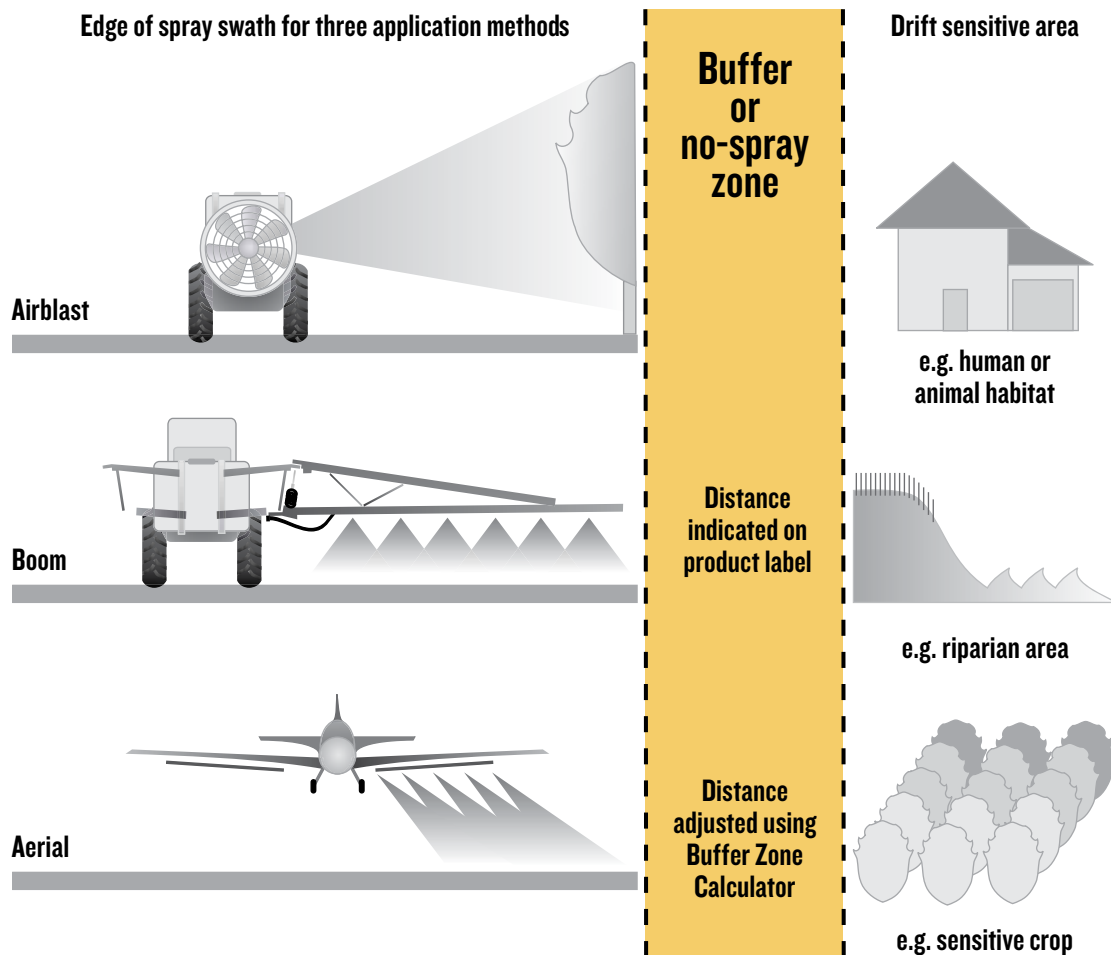 Edge of spray swath for three application methods
Buffer
or
no-spray
zone
Drift sensitive area
Airblast
e.g. human or
animal habitat
Boom
Distance
indicated on
product label
e.g. riparian area
Aerial
Distance
adjusted using
Buffer Zone
Calculator
e.g. sensitive crop